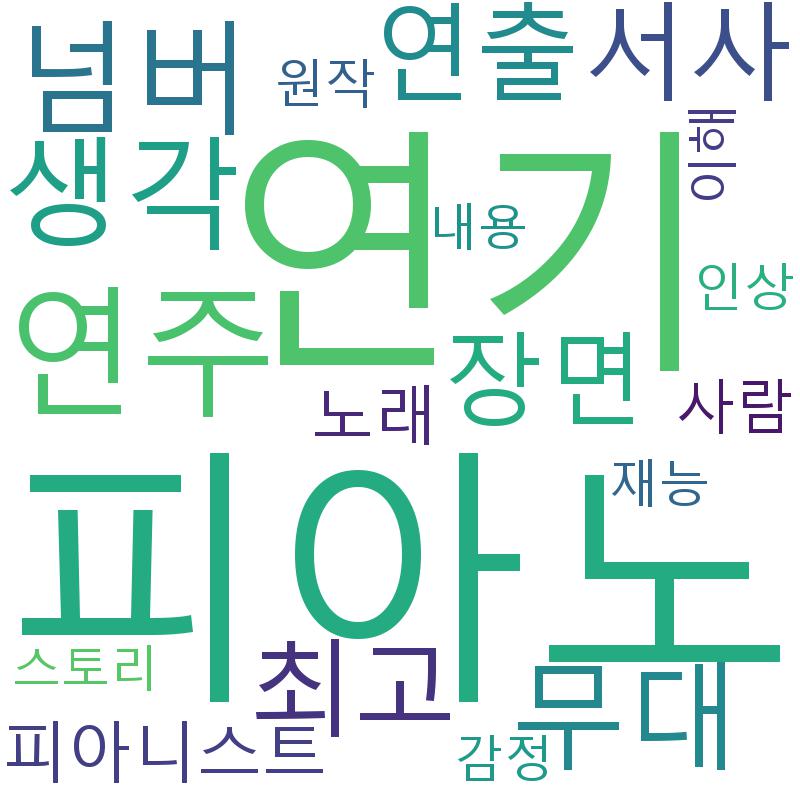 넘버
원작
연출
서사
생각
연기
배우
내용
인상
연주
장면
노래
사람
피아노
재능
스토리
최고
무대
피아니스트
감정